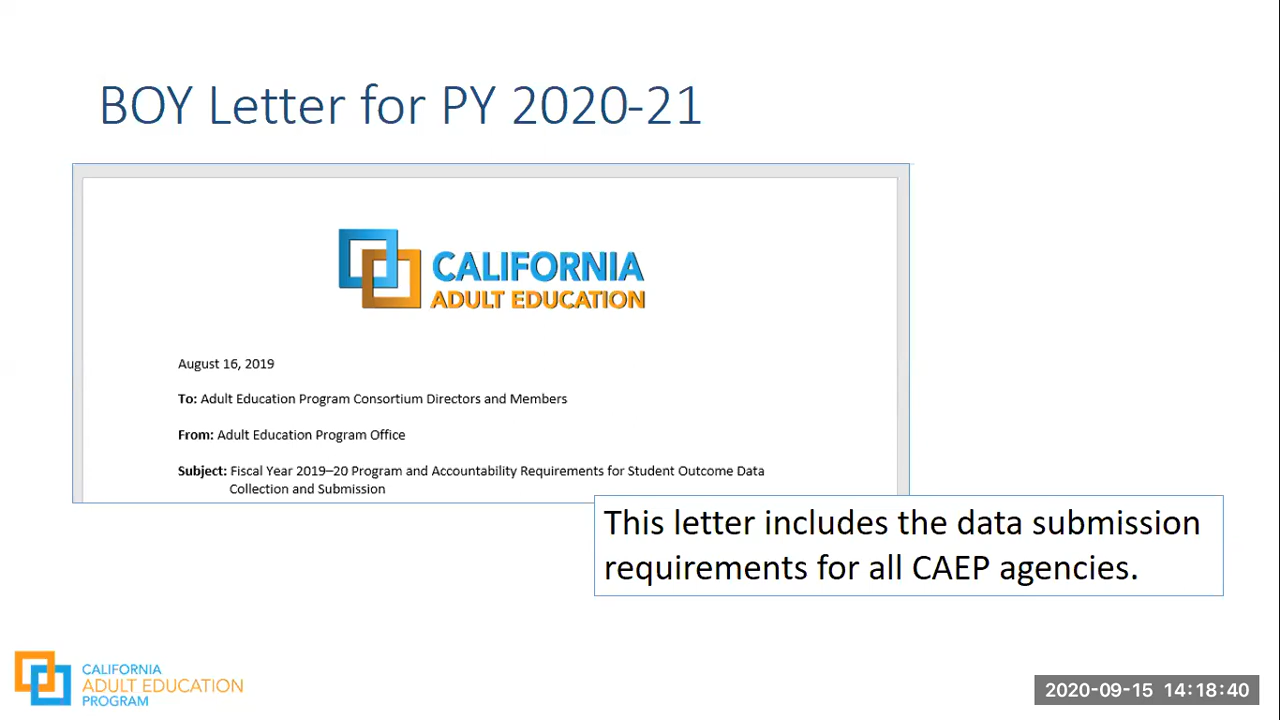 BOY Letter for PY 2020-21
CALIFORNIA
ADULT EDUCATION
August 16, 2019
To: Adult Education Program Consortium Directors and Members
From: Adult Education Program Office
Subject: Fiscal Year 2019–20 Program and Accountability Requirements for Student Outcome Data
Collection and Submission
This letter includes the data submission
requirements for all CAEP agencies.
CALIFORNIA
ADULT EDUCATION
PROGRAM
2020-09-15 14:18:40